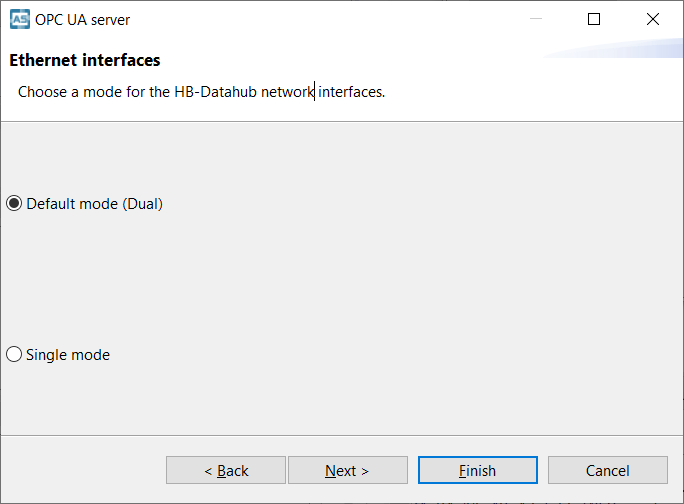 OPC UA server
Ethernet interfaces
Choose a mode for the HB-Datahub network interfaces.
Default mode (Dual)
Single mode
< Back
Next >
Finish
Cancel